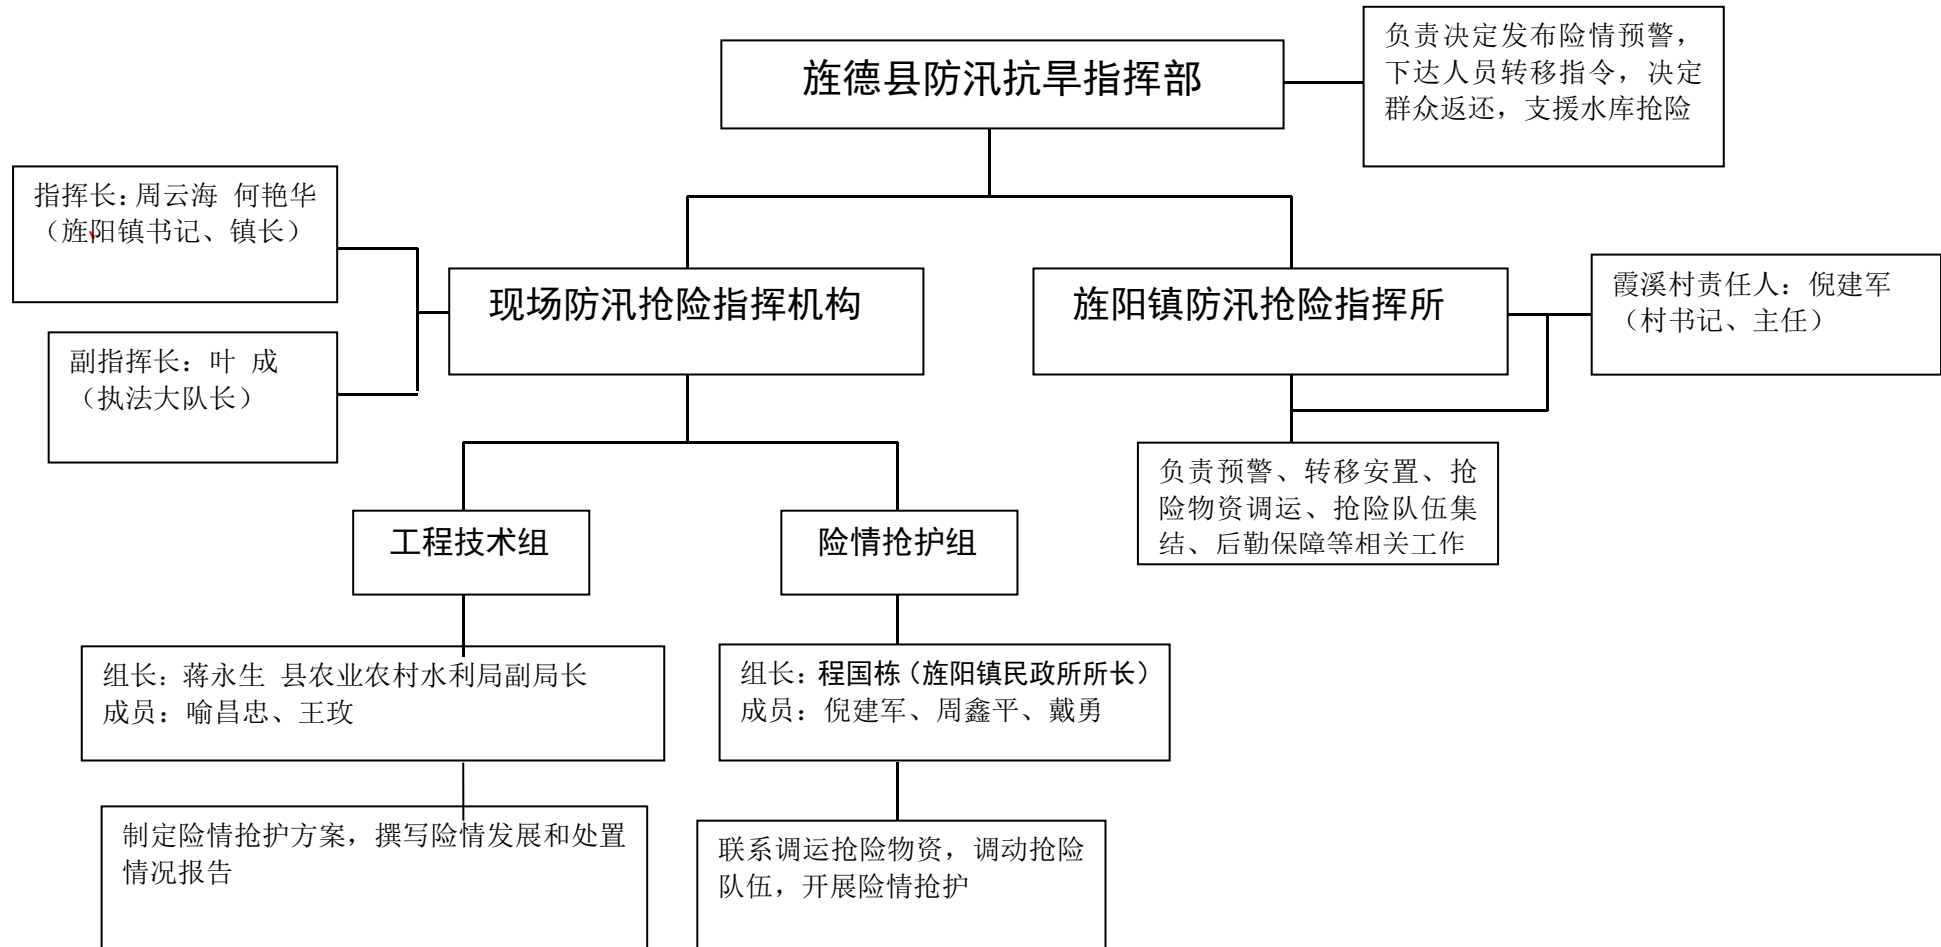 旌德县防汛抗旱指挥部
负责决定发布险情预警，
下达人员转移指令，决定
群众返还，支援水库抢险
指挥长：周云海 何艳华
（旌阳镇书记、镇长）
副指挥长：叶 成
（执法大队长）
现场防汛抢险指挥机构
旌阳镇防汛抢险指挥所
霞溪村责任人：倪建军
（村书记、主任）
负责预警、转移安置、抢
险物资调运、抢险队伍集
结、后勤保障等相关工作
工程技术组
险情抢护组
组长：蒋永生 县农业农村水利局副局长
成员：喻昌忠、王玫
组长：程国栋（旌阳镇民政所所长）
成员：倪建军、周鑫平、戴勇
制定险情抢护方案，撰写险情发展和处置
情况报告
联系调运抢险物资，调动抢险
队伍，开展险情抢护